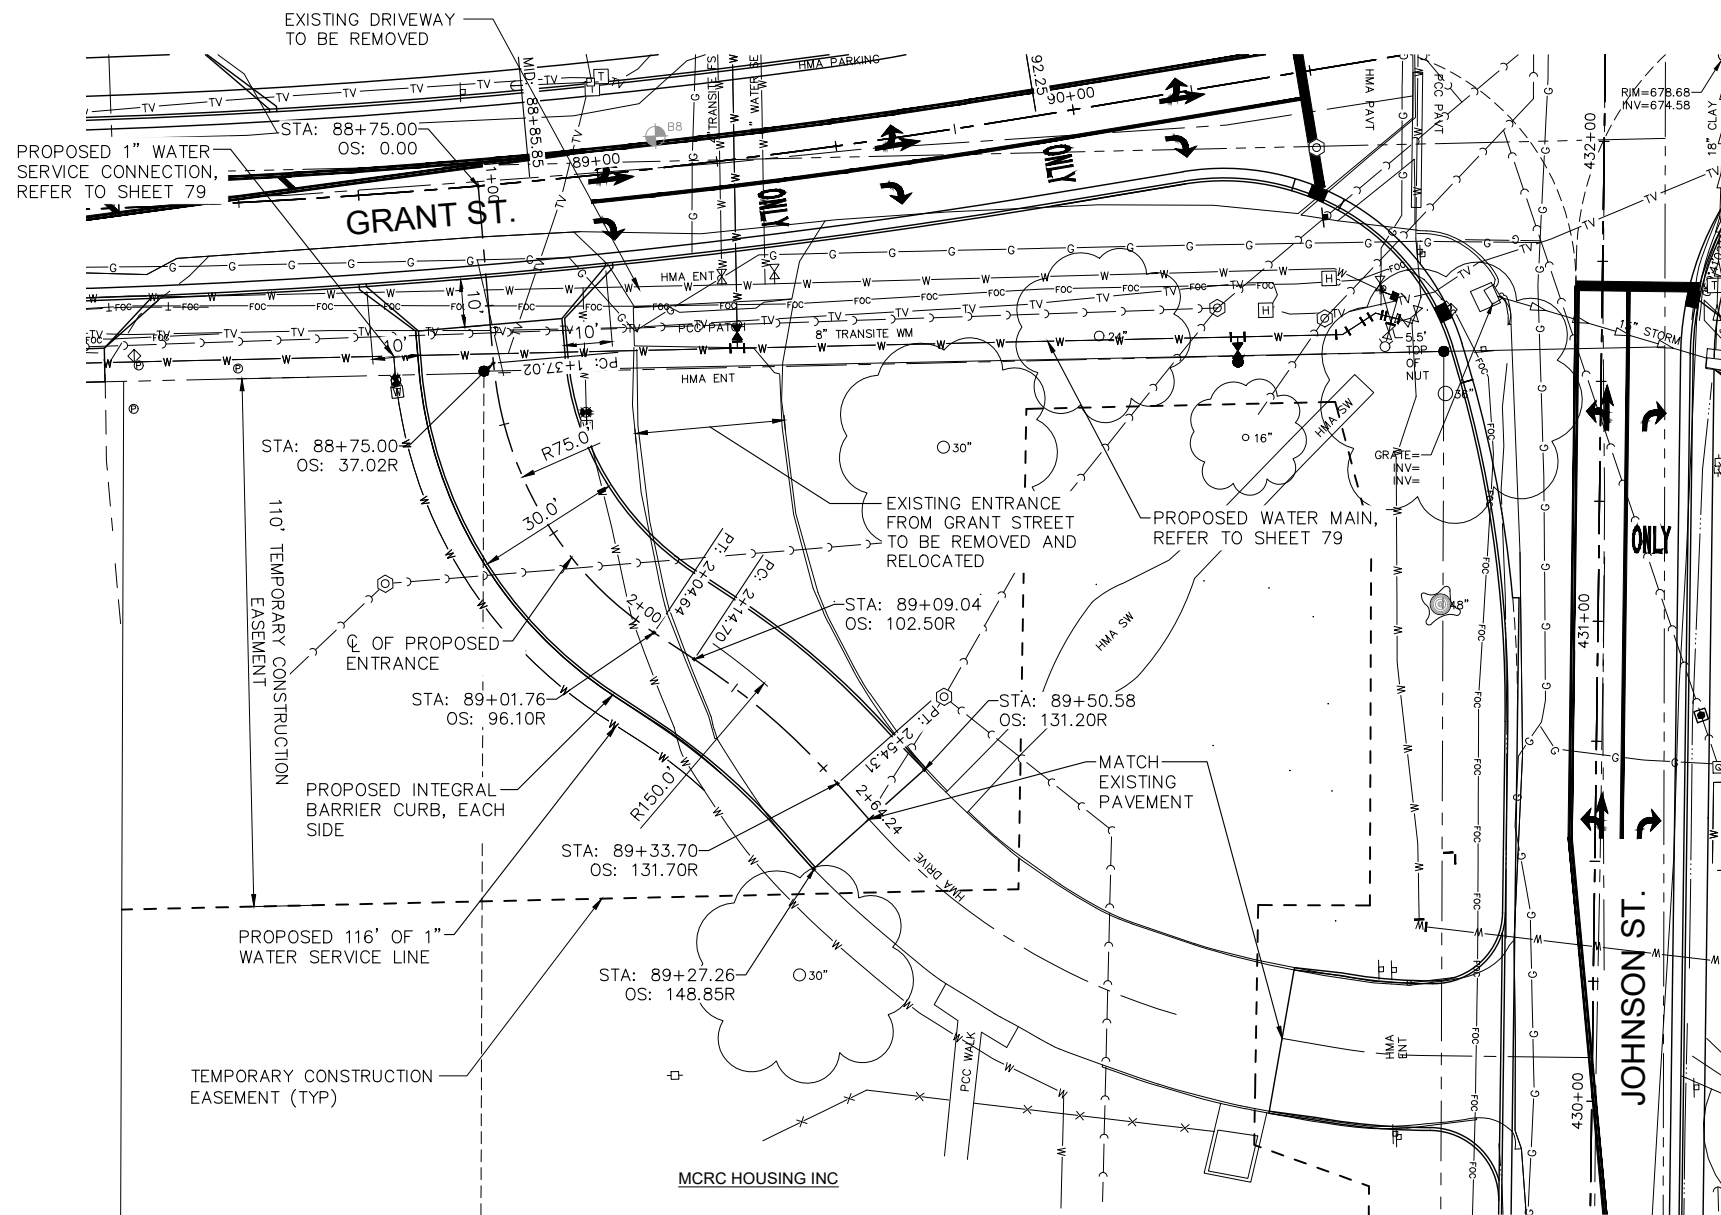 EXISTING DRIVEWAY
TO BE REMOVED
HMA PARKING
STA: 88+75.00
OS: 0.00
PROPOSED 1” WATER
SERVICE CONNECTION,
REFER TO SHEET 79
MID: 88+85.85
B8
89+00
90+00
92.25
1+00
GRANT ST.
ONLY
ONLY
HMA PAVT
PCC PAVT
RIM=678.68
INV=674.58
18" CLAY
432+00
HMA ENT
PCC PATCH
8" TRANSITE WM
HMA ENT
10'
10'
10'
PC: 1+37.02
24"
5.5'
TOP
OF
NUT
36"
15" STORM
STA: 88+75.00
OS: 37.02R
R75.0'
30.0'
30"
16"
HMA SW
GRATE=
INV=
INV=
EXISTING ENTRANCE
FROM GRANT STREET
TO BE REMOVED AND
RELOCATED
PROPOSED WATER MAIN,
REFER TO SHEET 79
ONLY
110' TEMPORARY CONSTRUCTION
EASEMENT
℄ OF PROPOSED
ENTRANCE
2+00
PT: 2+04.64
PC: 2+14.70
STA: 89+09.04
OS: 102.50R
HMA SW
48"
431+00
STA: 89+01.76
OS: 96.10R
STA: 89+50.58
OS: 131.20R
PT: 2+54.31
2+64.24
R150.0'
PROPOSED INTEGRAL
BARRIER CURB, EACH
SIDE
MATCH
EXISTING
PAVEMENT
STA: 89+33.70
OS: 131.70R
HMA DRIVE
PROPOSED 116' OF 1”
WATER SERVICE LINE
STA: 89+27.26
OS: 148.85R
30"
JOHNSON ST.
TEMPORARY CONSTRUCTION
EASEMENT (TYP)
PCC WALK
HMA
ENT
430+00
MCRC HOUSING INC